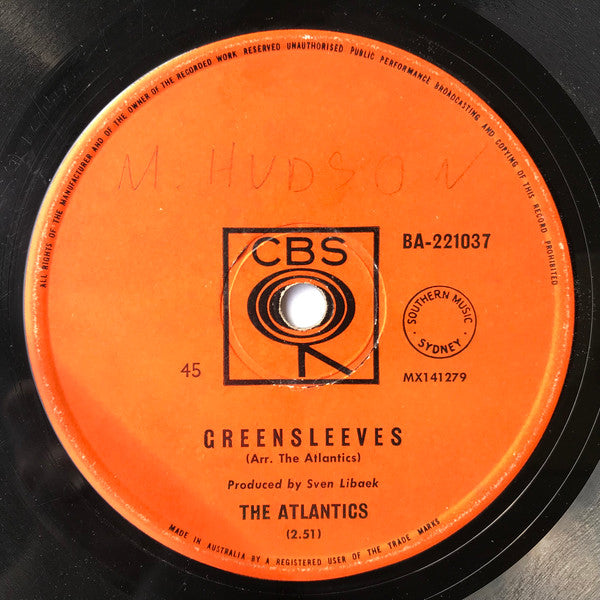 ALL RIGHTS OF THE MANUFACTURER AND OF THE OWNER OF THE RECORDED WORK RESERVED UNAUTHORISED PUBLIC PERFORMANCE BROADCASTING AND COPYING OF THIS RECORD PROHIBITED
M. HUDSON
CBS
BA-221037
SOUTHERN MUSIC
• SYDNEY •
45
MX141279
GREENSLEEVES
(Arr. The Atlantics)
Produced by Sven Libaek
THE ATLANTICS
(2.51)
MADE IN AUSTRALIA BY A REGISTERED USER OF THE TRADE MARKS